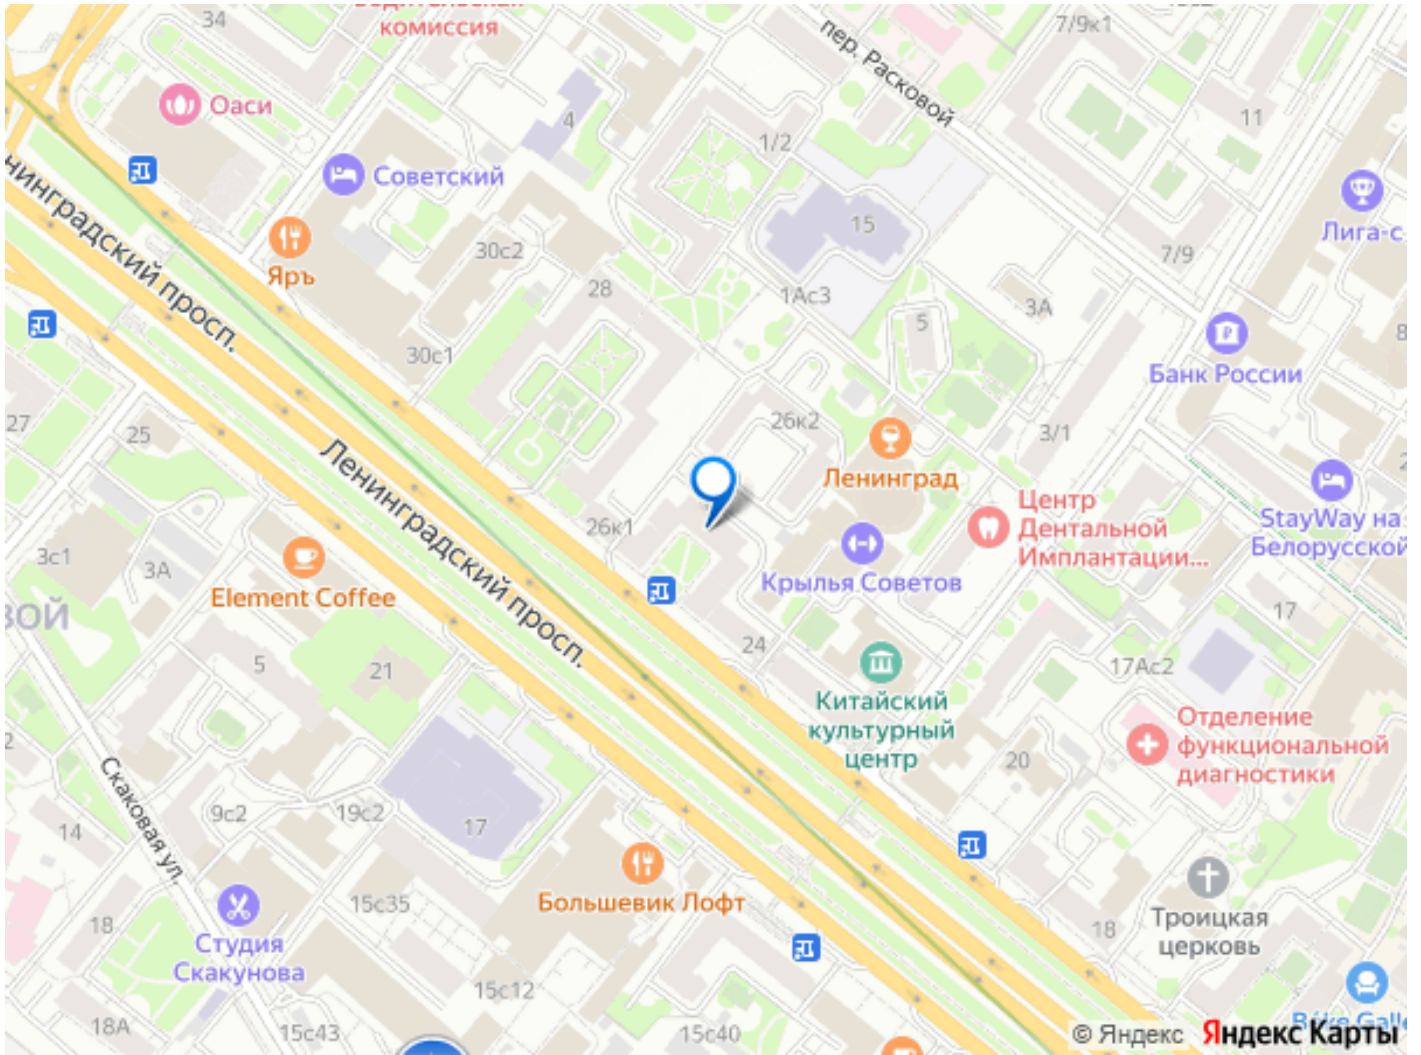 34
комиссия
7/9к1
пер. Расковой
Оаси
4
1/2
11
Советский
15
Лига-с
30с2
7/9
Яръ
28
1Ас3
3А
5
30с1
Банк России
Ленинградский просп.
27
25
26к2
3/1
Ленинград
26к1
Центр
Дентальной
Имплантации...
StayWay на
Белорусской
3с1
3А
Element Coffee
Крылья Советов
17
24
5
21
17Ас2
Китайский
культурный
центр
Отделение
функциональной
диагностики
20
Скаковая ул.
9с2
19с2
17
14
Большевик Лофт
15с35
18
Студия
Скакунова
18
Троицкая
церковь
15с12
18А
15с43
15с40
© Яндекс
Яндекс Карты